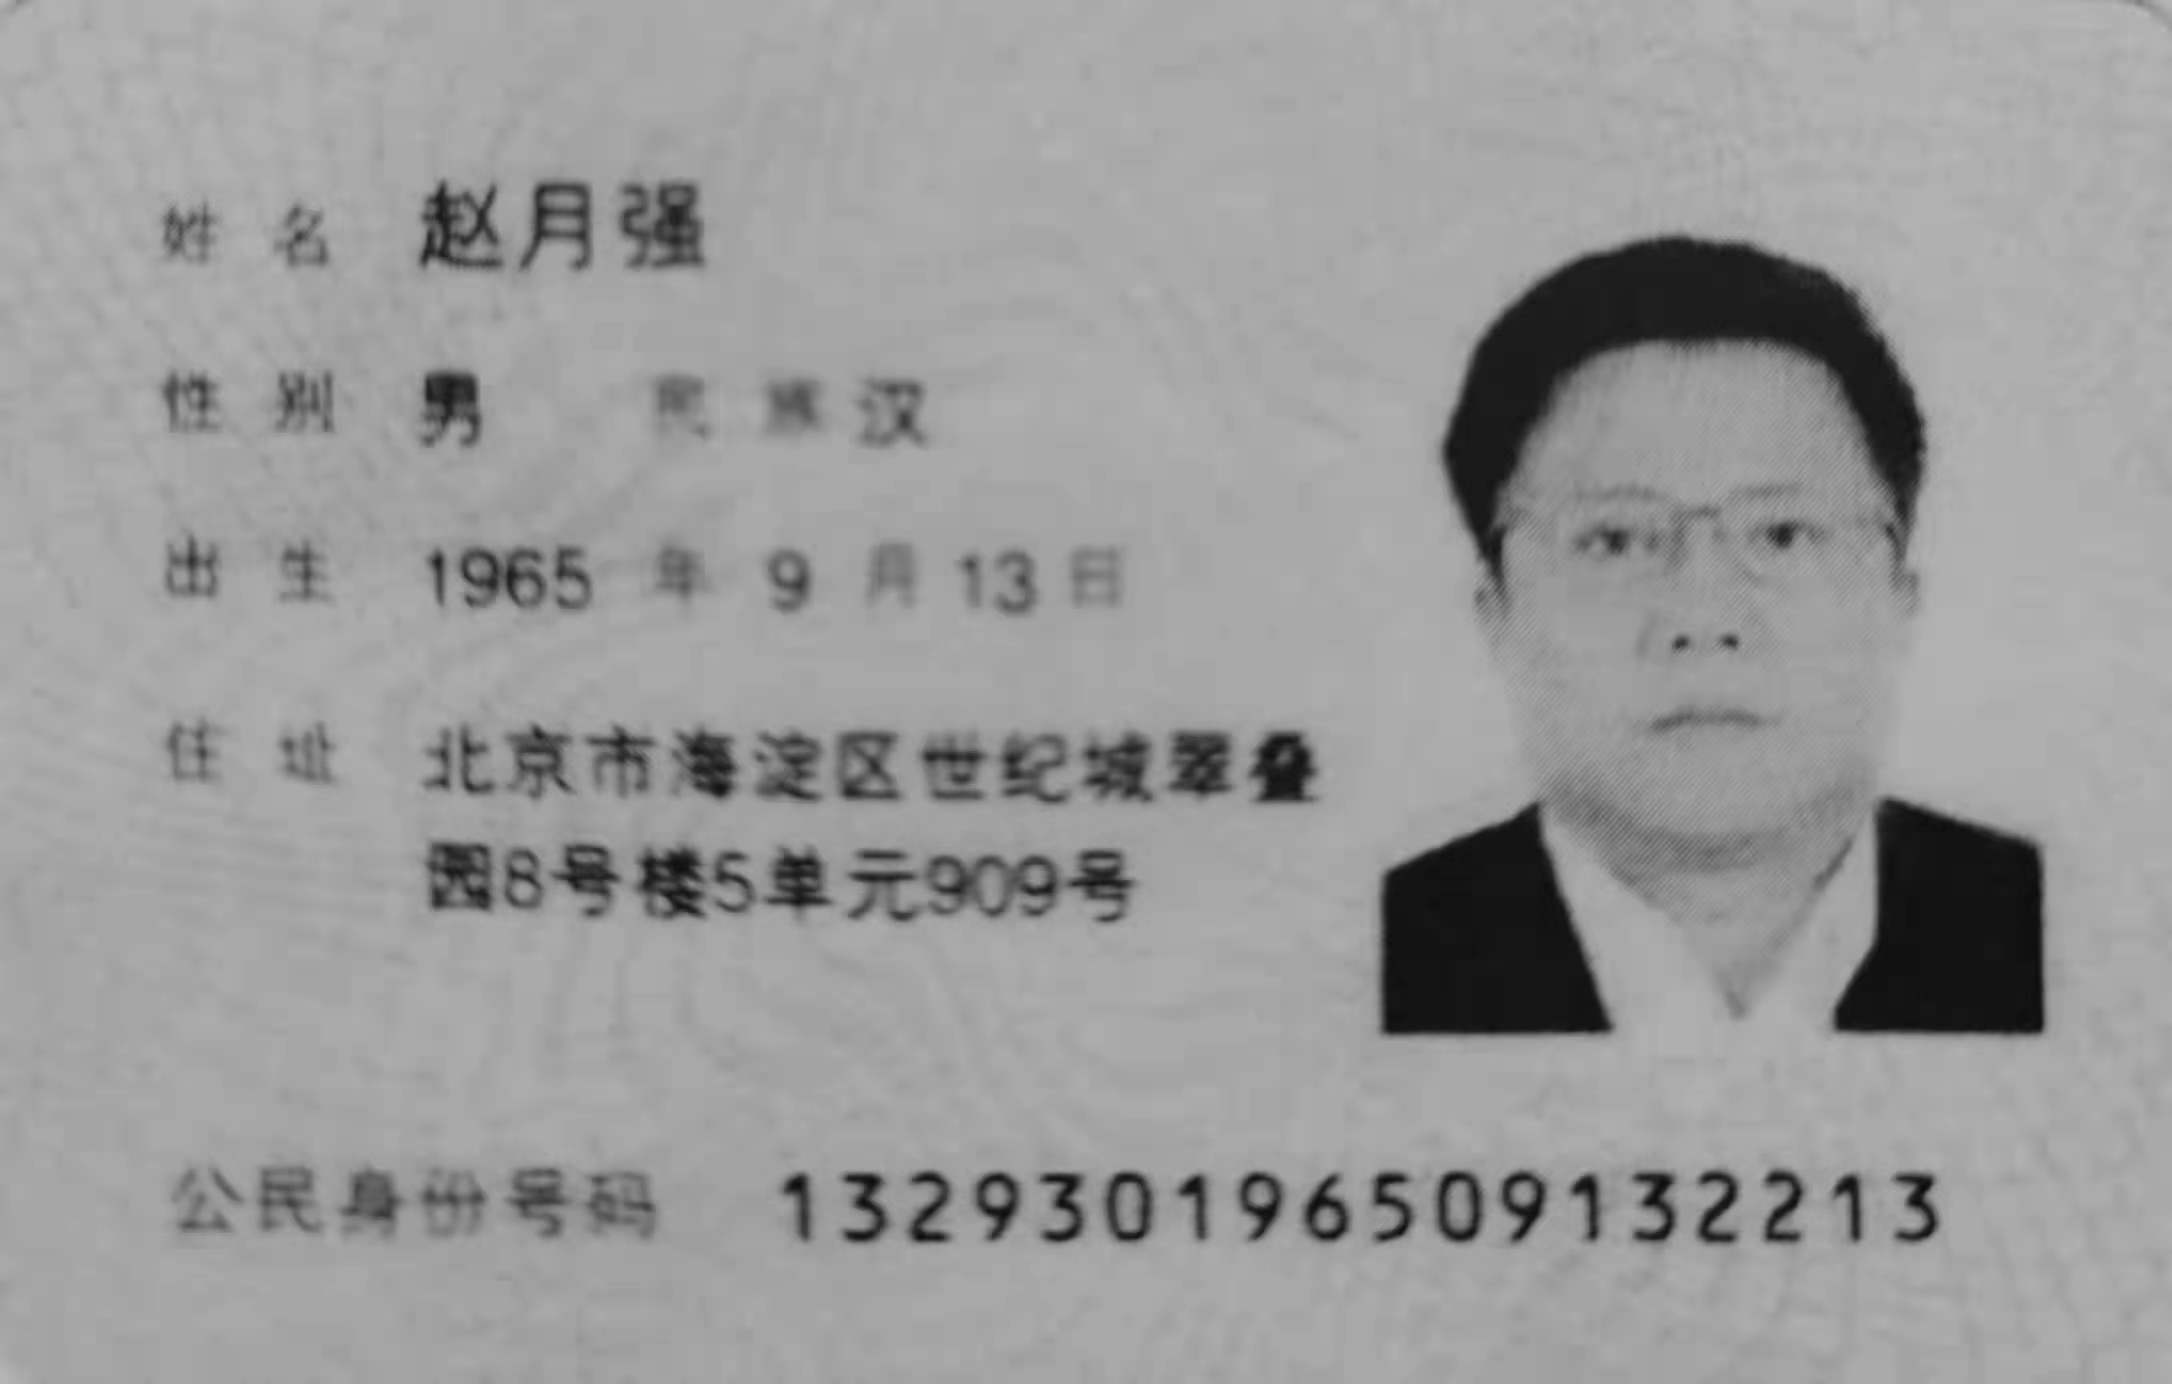 姓名 赵月强
性别 男 民族 汉
出生 1965 年 9 月 13 日
住址 北京市海淀区世纪城翠叠
园8号楼5单元909号
公民身份号码 132930196509132213